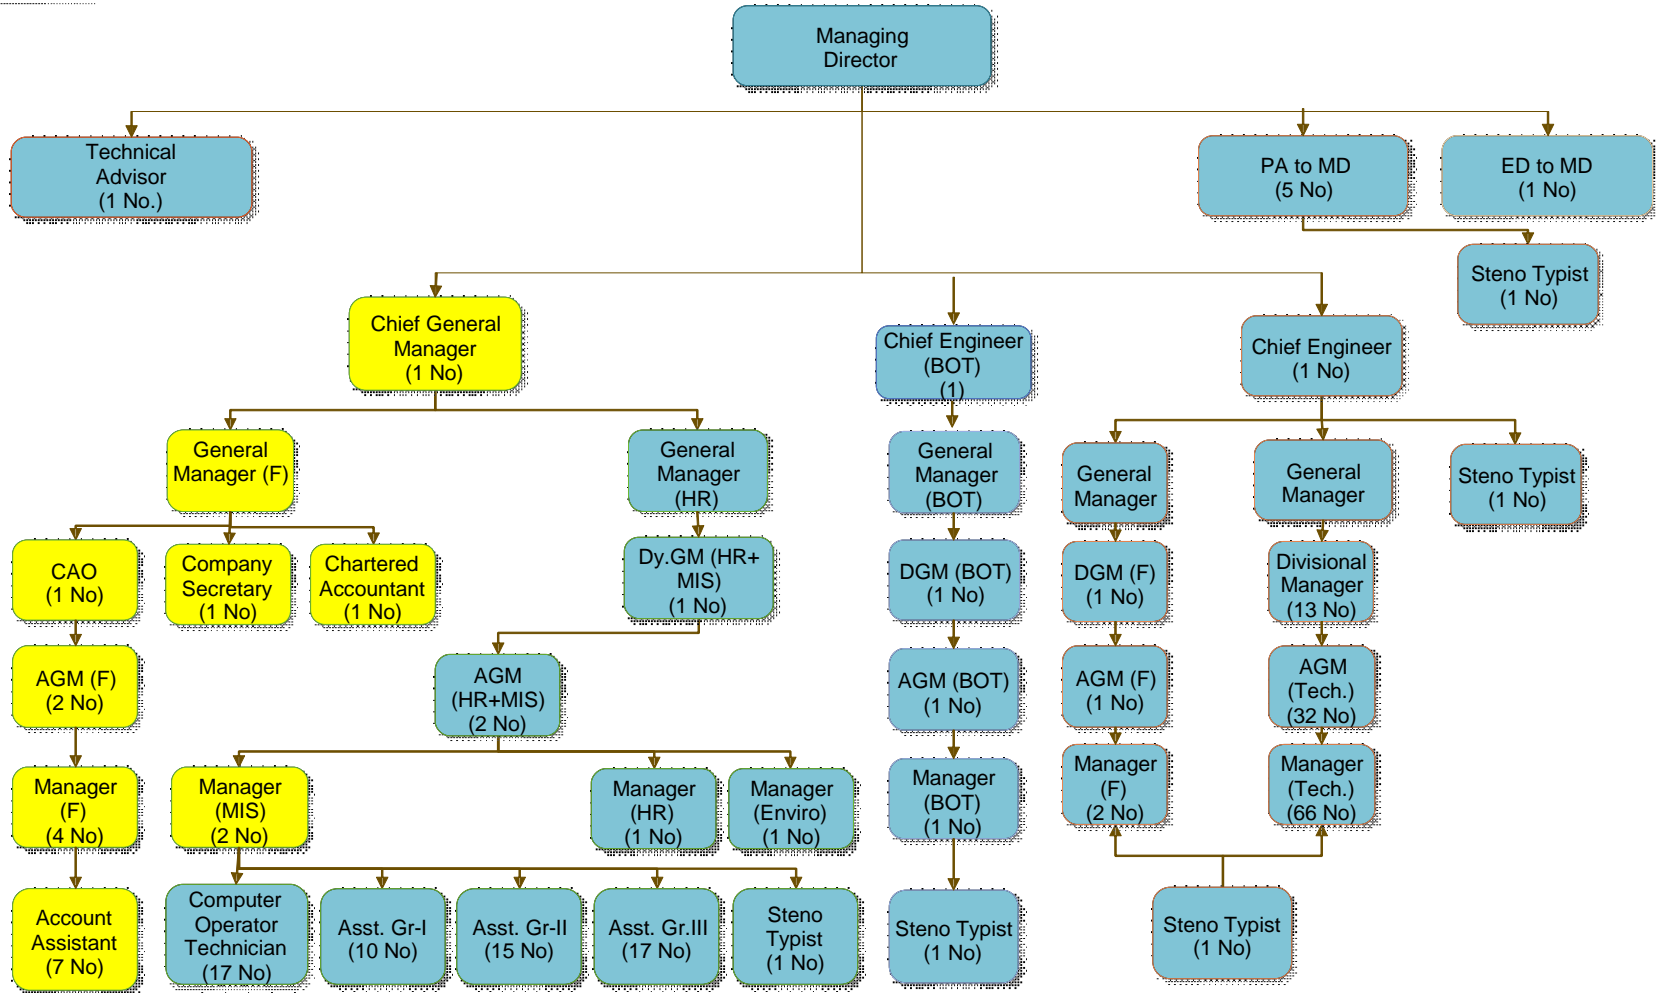 Managing
Director
Technical
Advisor
(1 No.)
PA to MD
(5 No)
ED to MD
(1 No)
Steno Typist
(1 No)
Chief General
Manager
(1 No)
Chief Engineer
(BOT)
(1)
Chief Engineer
(1 No)
General
Manager (F)
General
Manager
(HR)
General
Manager
(BOT)
General
Manager
General
Manager
Steno Typist
(1 No)
CAO
(1 No)
Company
Secretary
(1 No)
Chartered
Accountant
(1 No)
Dy.GM (HR+
MIS)
(1 No)
DGM (BOT)
(1 No)
DGM (F)
(1 No)
Divisional
Manager
(13 No)
AGM (F)
(2 No)
AGM
(HR+MIS)
(2 No)
AGM (BOT)
(1 No)
AGM (F)
(1 No)
AGM
(Tech.)
(32 No)
Manager
(F)
(4 No)
Manager
(MIS)
(2 No)
Manager
(HR)
(1 No)
Manager
(Enviro)
(1 No)
Manager
(BOT)
(1 No)
Manager
(F)
(2 No)
Manager
(Tech.)
(66 No)
Account
Assistant
(7 No)
Computer
Operator
Technician
(17 No)
Asst. Gr-I
(10 No)
Asst. Gr-II
(15 No)
Asst. Gr.III
(17 No)
Steno
Typist
(1 No)
Steno Typist
(1 No)
Steno Typist
(1 No)